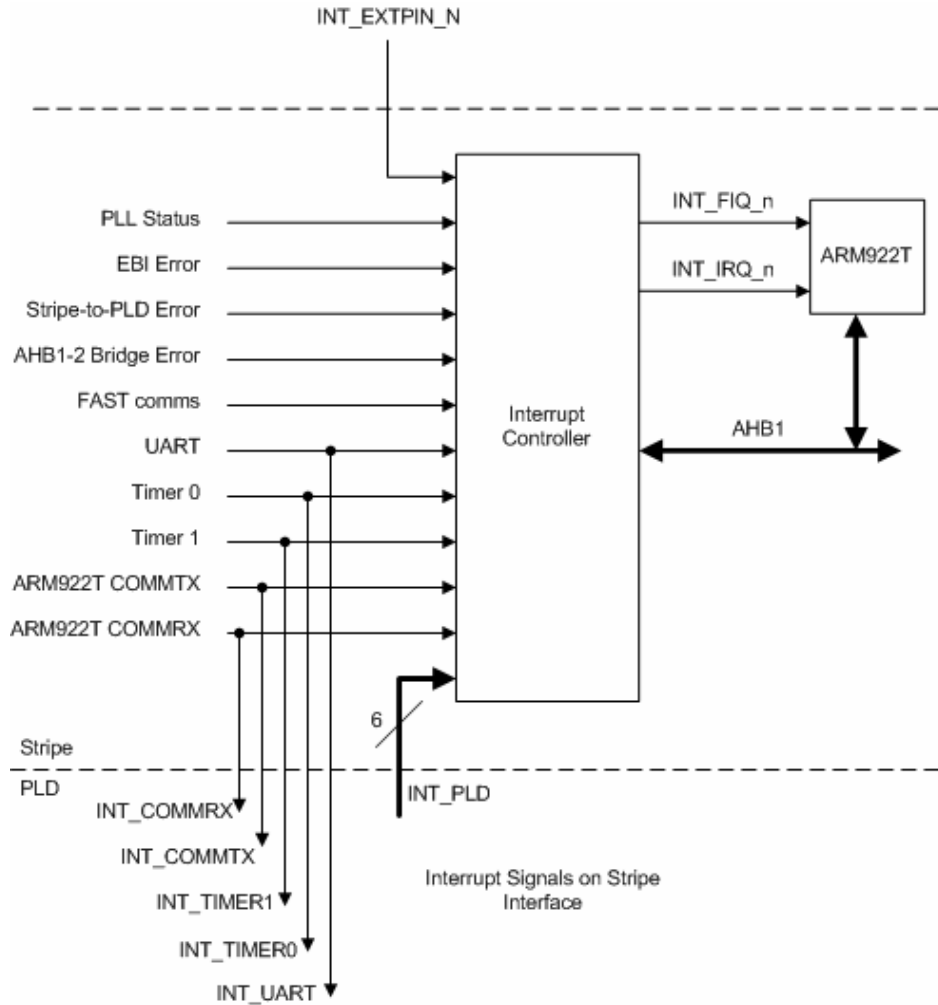 INT_EXTPIN_N
PLL Status
INT_FIQ_n
EBI Error
ARM922T
INT_IRQ_n
Stripe-to-PLD Error
AHB1-2 Bridge Error
FAST comms
Interrupt
Controller
UART
AHB1
Timer 0
Timer 1
ARM922T COMMTX
ARM922T COMMRX
6
Stripe
PLD
INT_COMMRX
INT_PLD
INT_COMMTX
Interrupt Signals on Stripe
Interface
INT_TIMER1
INT_TIMER0
INT_UART